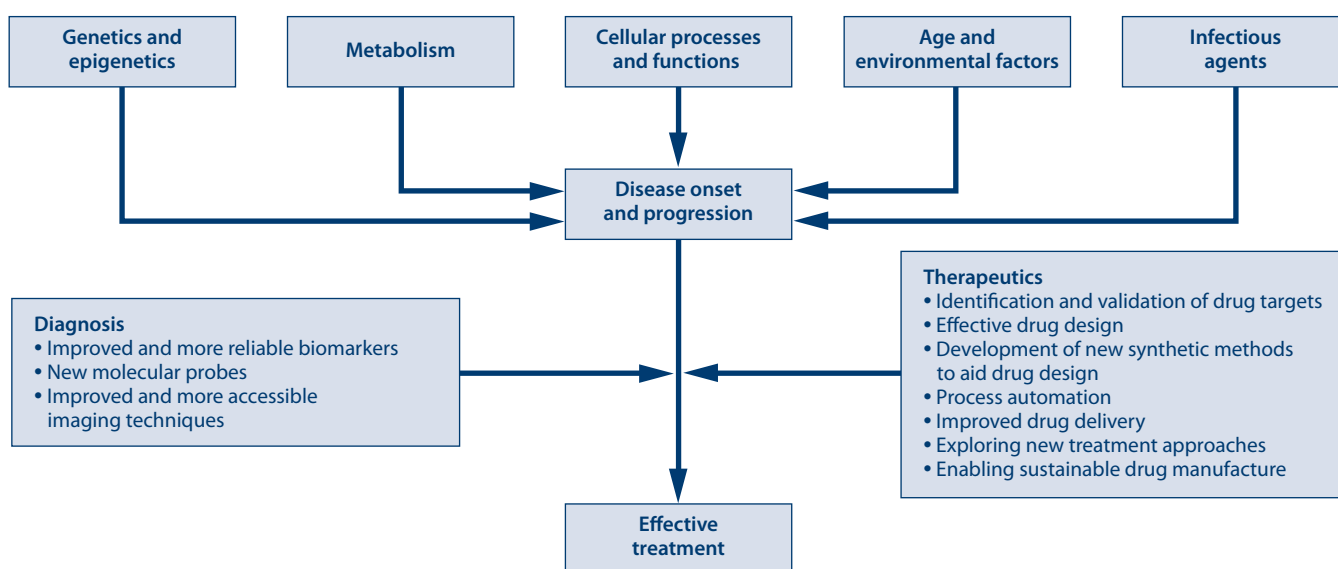 Genetics and
epigenetics
Metabolism
Cellular processes
and functions
Age and
environmental factors
Infectious
agents
Disease onset
and progression
Diagnosis
• Improved and more reliable biomarkers
• New molecular probes
• Improved and more accessible
imaging techniques
Therapeutics
• Identification and validation of drug targets
• Effective drug design
• Development of new synthetic methods
to aid drug design
• Process automation
• Improved drug delivery
• Exploring new treatment approaches
• Enabling sustainable drug manufacture
Effective
treatment